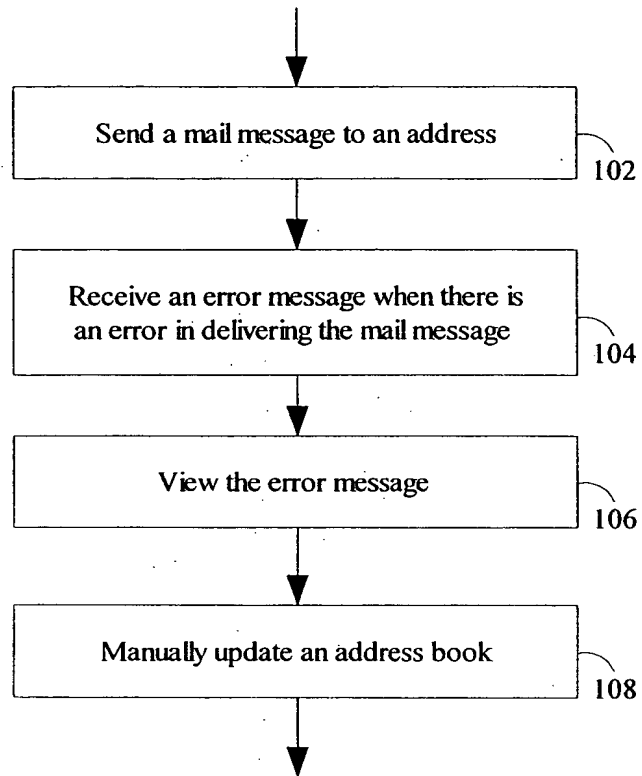 Send a mail message to an address
102
Receive an error message when there is
an error in delivering the mail message
104
View the error message
106
Manually update an address book
108